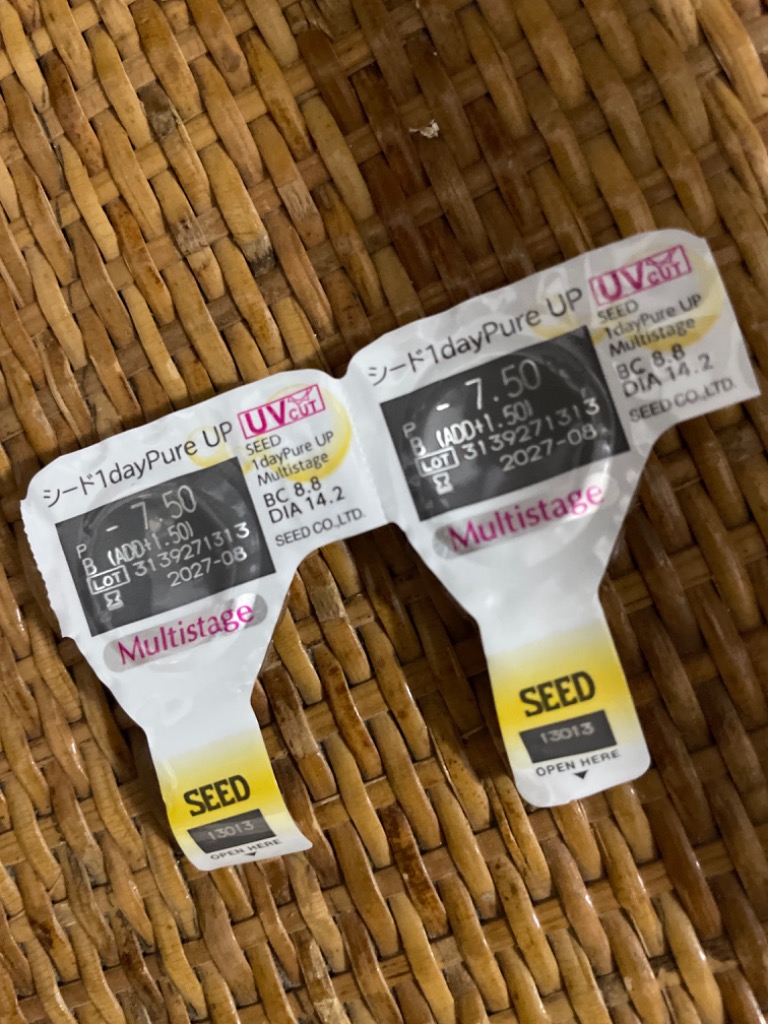 シード1dayPure UP
UV CUT
SEED
1dayPure UP
Multistage
BC 8.8
DIA 14.2
SEED CO.,LTD.
P - 7.50
B (ADD+1.50)
LOT 3139271313
2027-08
Multistage
SEED
13013
OPEN HERE
シード1dayPure UP
UV CUT
SEED
1dayPure UP
Multistage
BC 8.8
DIA 14.2
SEED CO.,LTD.
P - 7.50
B (ADD+1.50)
LOT 3139271313
2027-08
Multistage
SEED
13013
OPEN HERE